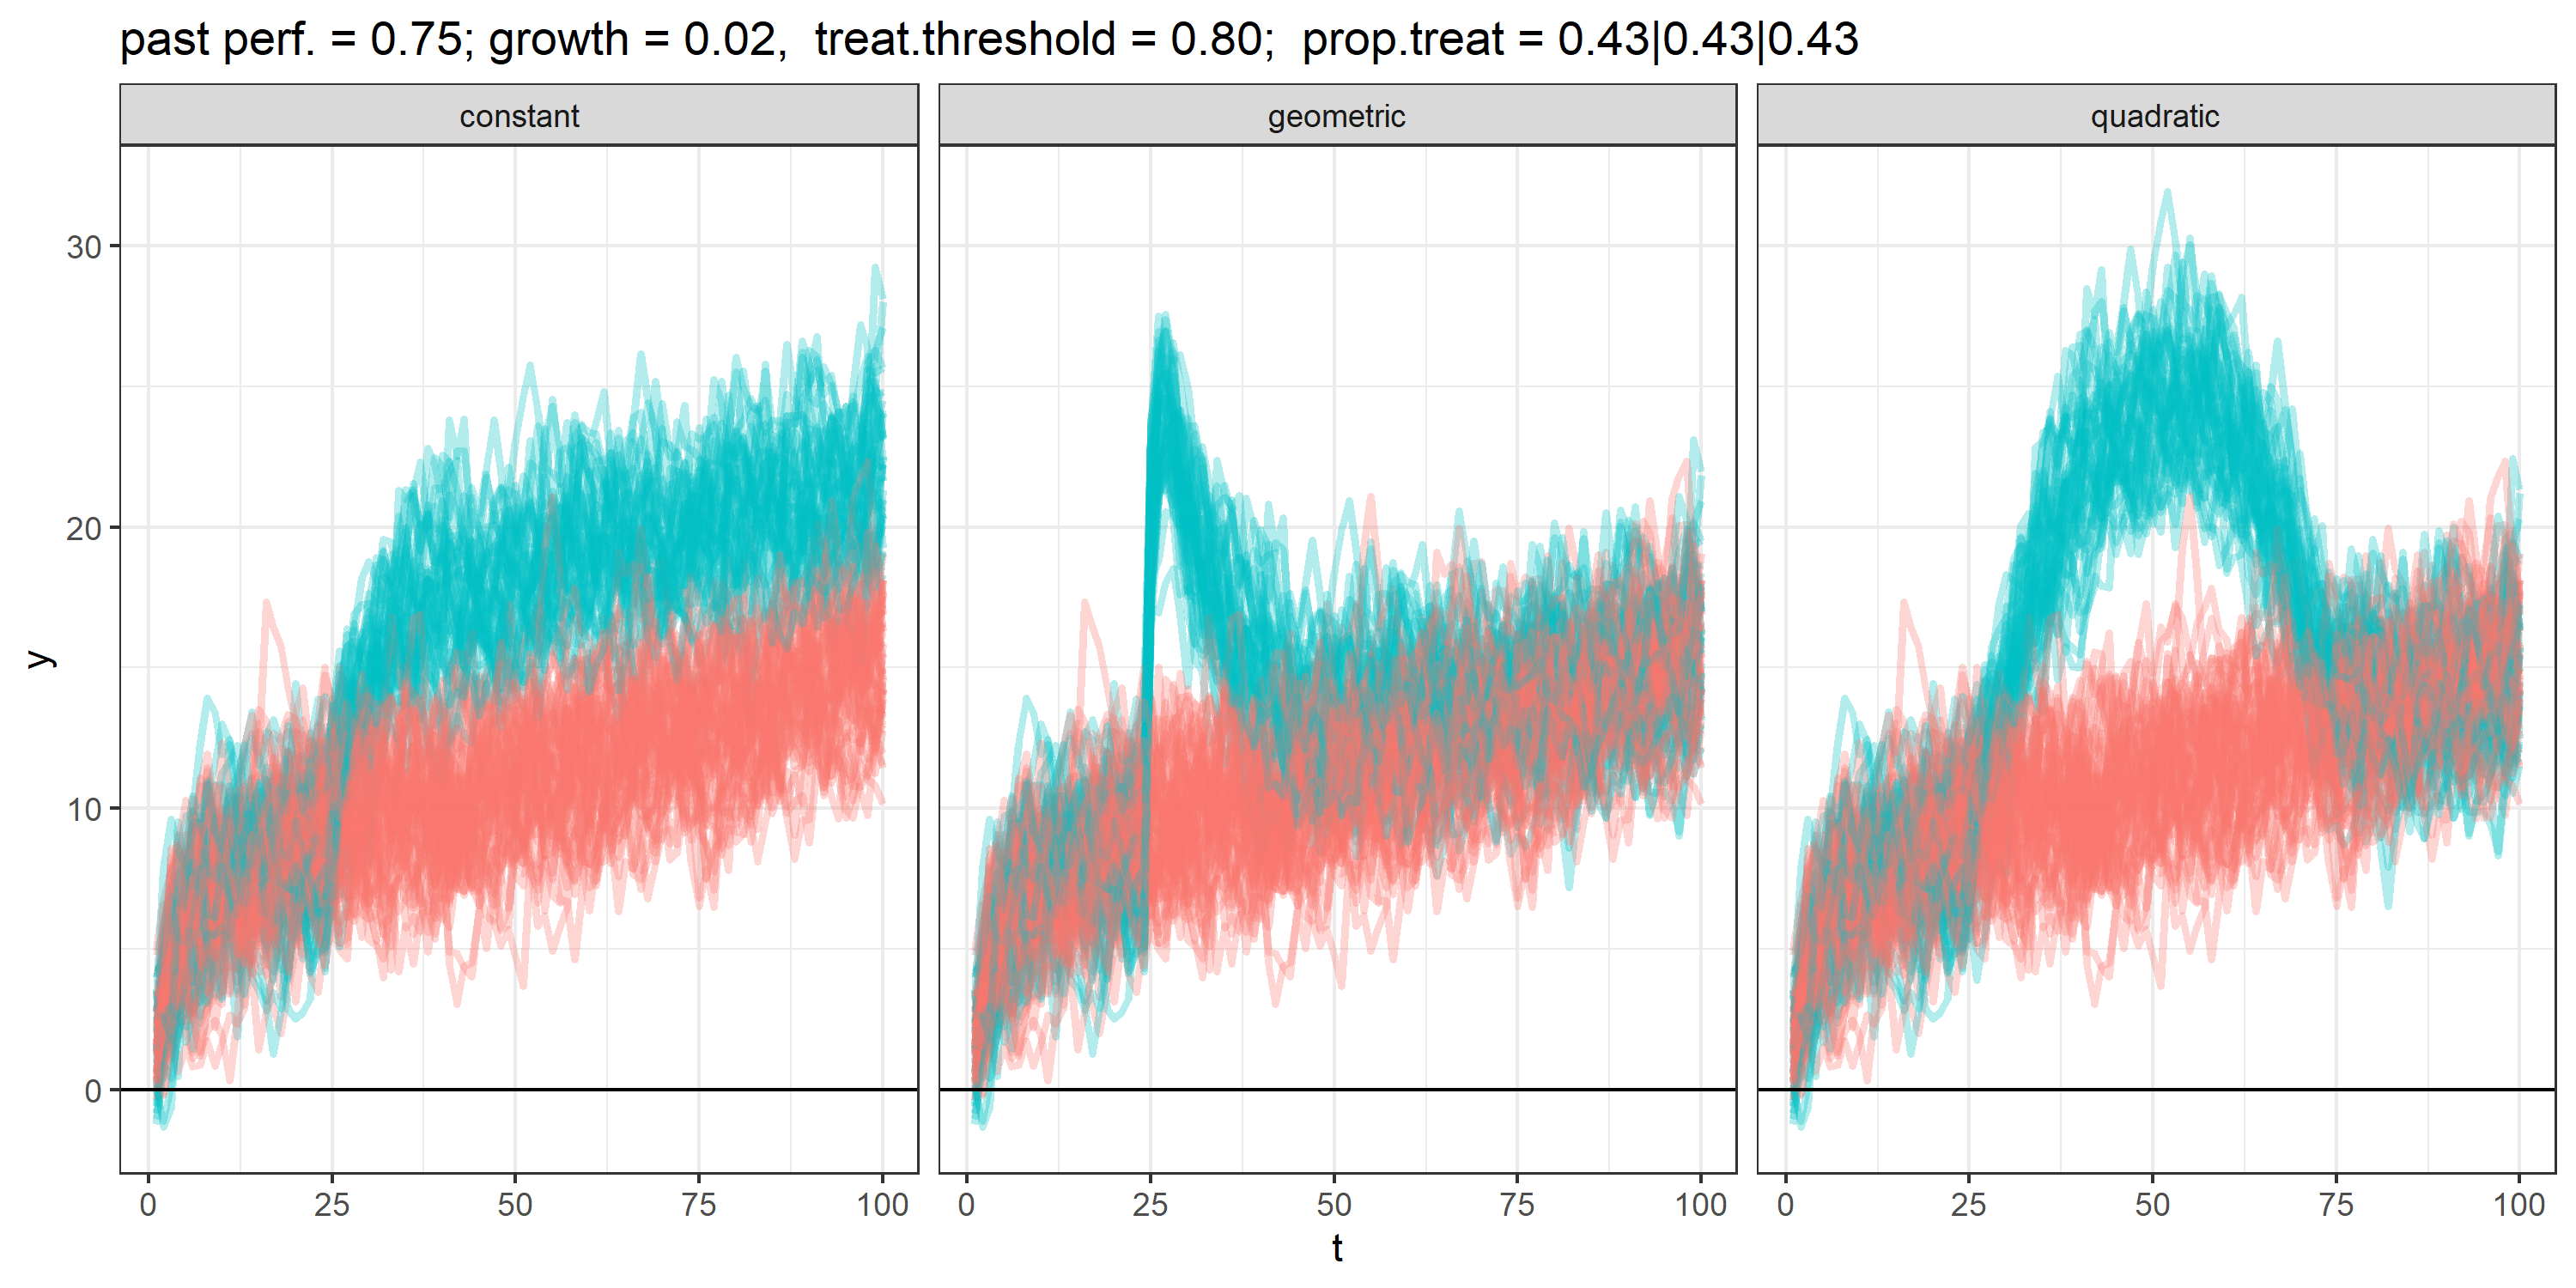 past perf. = 0.75; growth = 0.02,  treat.threshold = 0.80;  prop.treat = 0.43|0.43|0.43
constant geometric quadratic
30
20
10
0
y
0 25 50 75 100 0 25 50 75 100 0 25 50 75 100
t